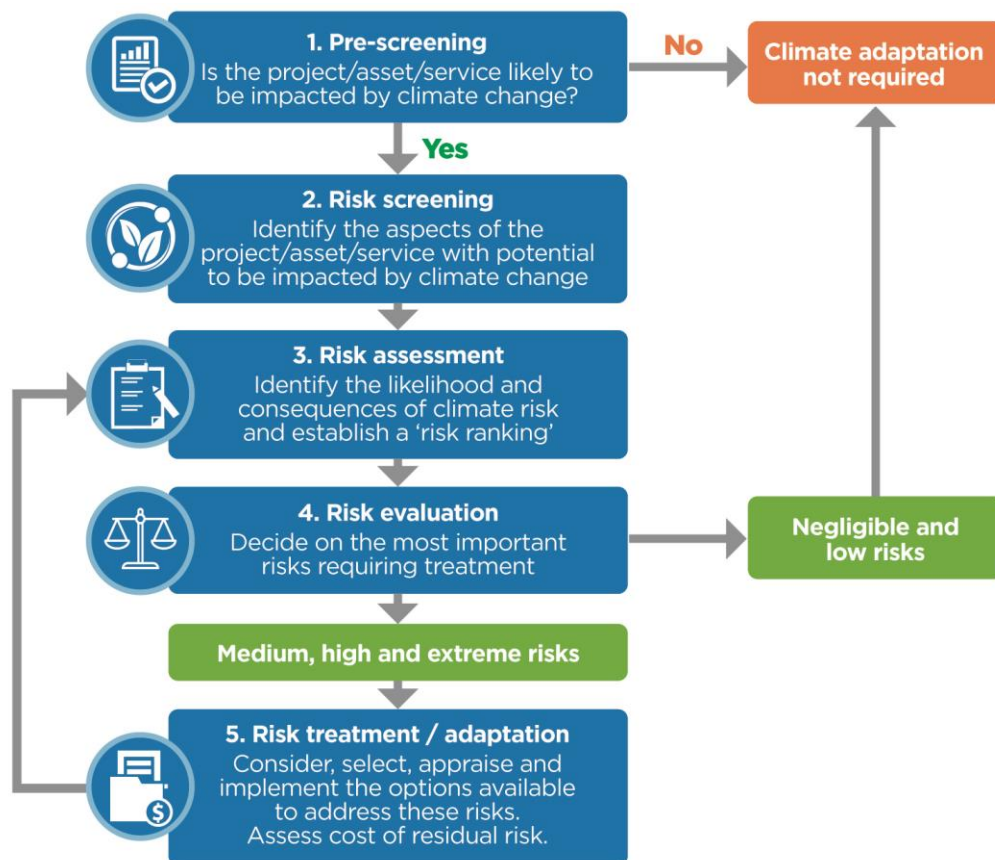 1. Pre-screening
Is the project/asset/service likely to
be impacted by climate change?
No
Climate adaptation
not required
Yes
2. Risk screening
Identify the aspects of the
project/asset/service with potential
to be impacted by climate change
3. Risk assessment
Identify the likelihood and
consequences of climate risk
and establish a ‘risk ranking’
4. Risk evaluation
Decide on the most important
risks requiring treatment
Negligible and
low risks
Medium, high and extreme risks
5. Risk treatment / adaptation
Consider, select, appraise and
implement the options available
to address these risks.
Assess cost of residual risk.
$